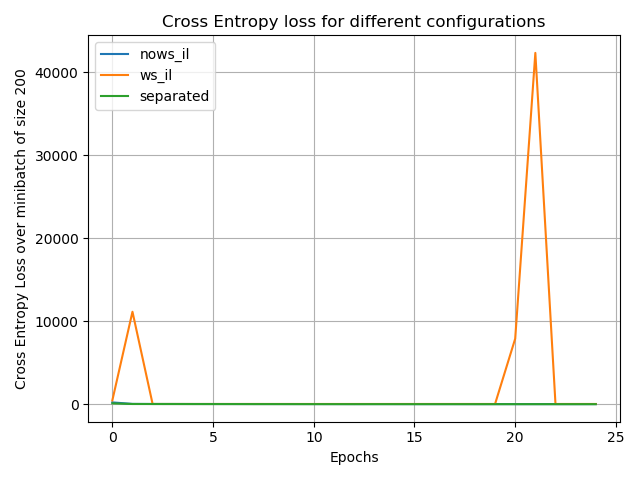 Cross Entropy loss for different configurations
nows_il
ws_il
separated
Cross Entropy Loss over minibatch of size 200
40000
30000
20000
10000
0
0 5 10 15 20 25
Epochs